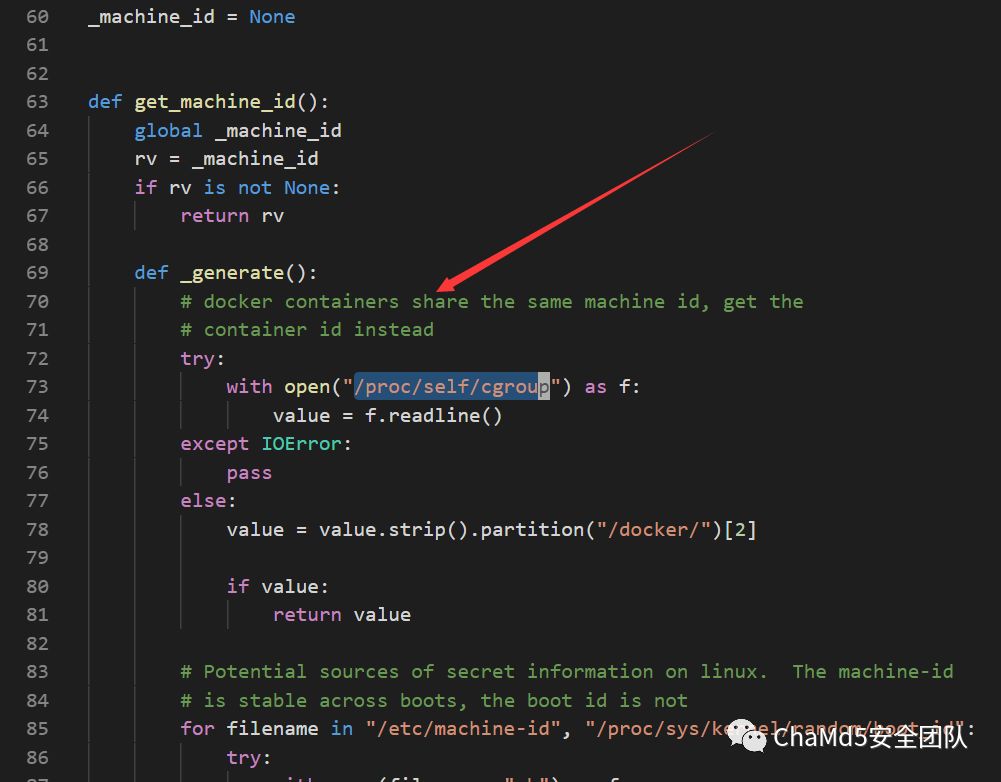 60 _machine_id = None
61
62
63 def get_machine_id():
64 global _machine_id
65 rv = _machine_id
66 if rv is not None:
67 return rv
68
69 def _generate():
70 # docker containers share the same machine id, get the
71 # container id instead
72 try:
73 with open("/proc/self/cgroup") as f:
74 value = f.readline()
75 except IOError:
76 pass
77 else:
78 value = value.strip().partition("/docker/")[2]
79
80 if value:
81 return value
82
83 # Potential sources of secret information on linux.  The machine-id
84 # is stable across boots, the boot id is not
85 for filename in "/etc/machine-id", "/proc/sys/kernel/random/boot_id":
86 try:
ChaMd5安全团队